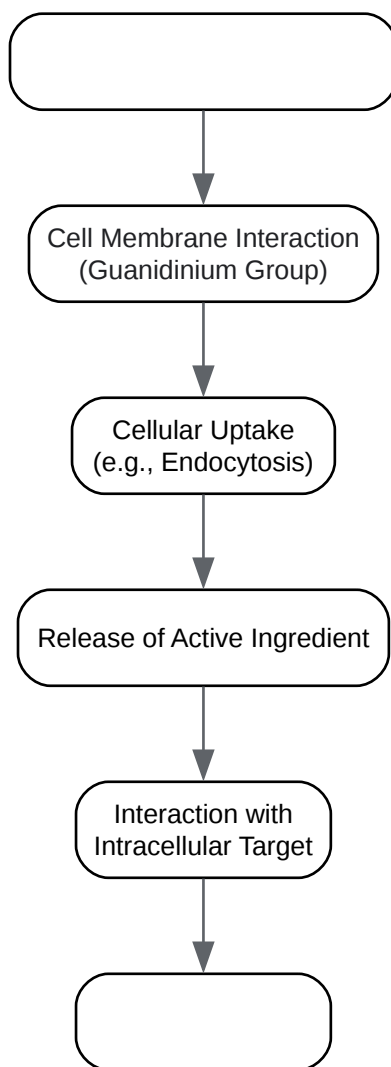 Cell Membrane Interaction
(Guanidinium Group)
Cellular Uptake
(e.g., Endocytosis)
Release of Active Ingredient
Interaction with
Intracellular Target